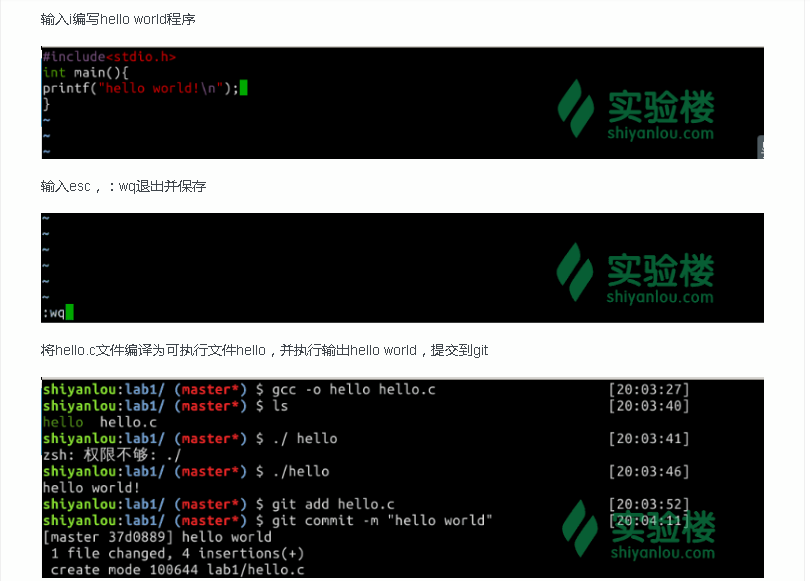 输入i编写hello world程序
#include<stdio.h>
int main(){
printf("hello world!\n");
}
~
~
~
实验楼
shiyanlou.com
输入esc，：wq退出并保存
~
~
~
~
~
~
:wq
实验楼
shiyanlou.com
将hello.c文件编译为可执行文件hello，并执行输出hello world，提交到git
shiyanlou:lab1/ (master*) $ gcc -o hello hello.c [20:03:27]
shiyanlou:lab1/ (master*) $ ls [20:03:40]
hello hello.c
shiyanlou:lab1/ (master*) $ ./ hello [20:03:41]
zsh: 权限不够: ./
shiyanlou:lab1/ (master*) $ ./hello [20:03:46]
hello world!
shiyanlou:lab1/ (master*) $ git add hello.c [20:03:52]
shiyanlou:lab1/ (master*) $ git commit -m "hello world" [20:04:11]
[master 37d0889] hello world
1 file changed, 4 insertions(+)
create mode 100644 lab1/hello.c
实验楼
shiyanlou.com